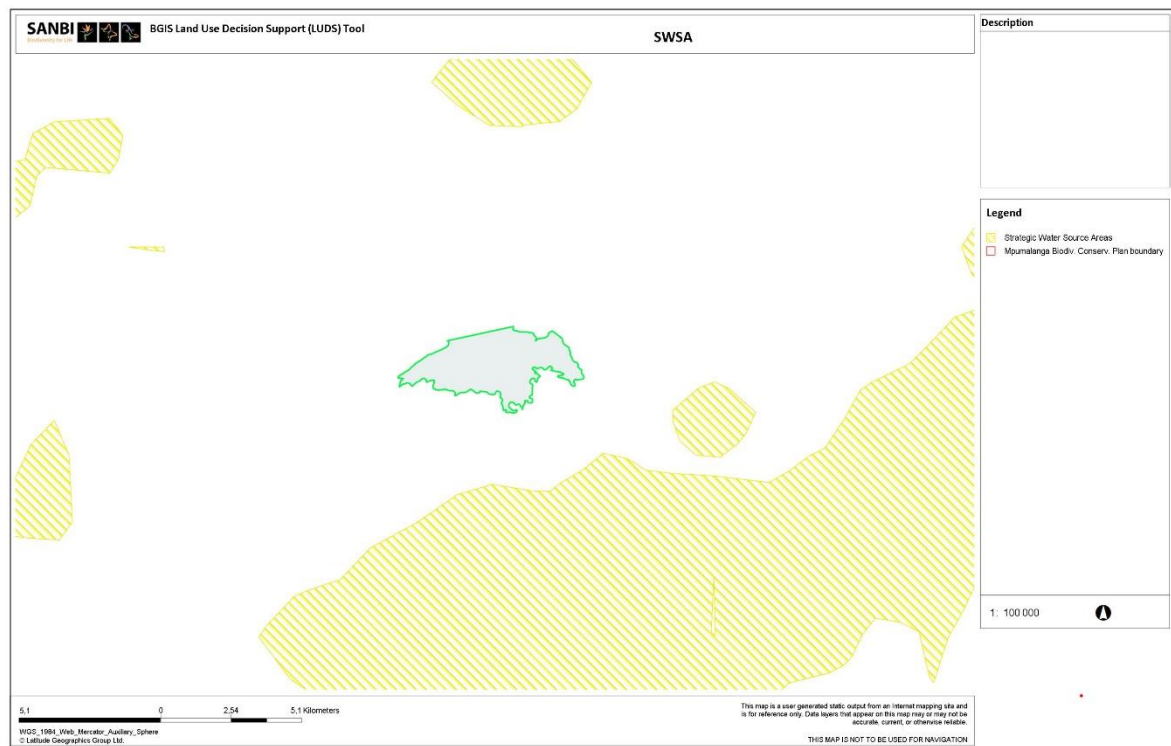 SANBI
Biodiversity for Life
BGIS Land Use Decision Support (LUDS) Tool
SWSA
Description
Legend
Strategic Water Source Areas
Mpumalanga Biodiv. Conserv. Plan boundary
1: 100 000
5,1 0 2,54 5,1 Kilometers
WGS_1984_Web_Mercator_Auxiliary_Sphere
© Latitude Geographics Group Ltd.
This map is a user generated static output from an Internet mapping site and
is for reference only. Data layers that appear on this map may or may not be
accurate, current, or otherwise reliable.
THIS MAP IS NOT TO BE USED FOR NAVIGATION